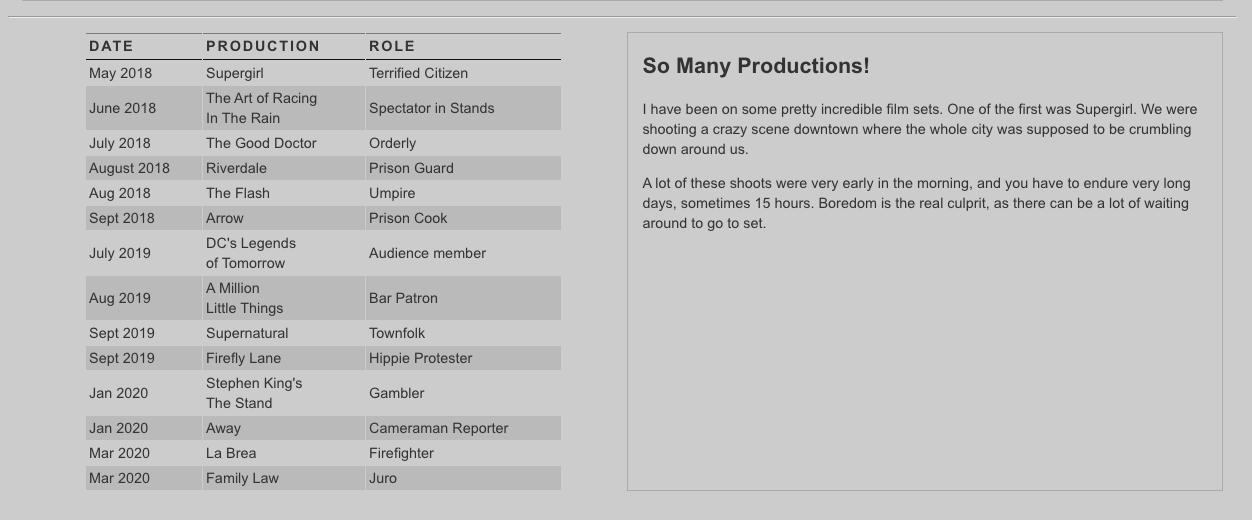 DATE PRODUCTION ROLE
May 2018 Supergirl Terrified Citizen
June 2018 The Art of Racing
In The Rain Spectator in Stands
July 2018 The Good Doctor Orderly
August 2018 Riverdale Prison Guard
Aug 2018 The Flash Umpire
Sept 2018 Arrow Prison Cook
July 2019 DC's Legends
of Tomorrow Audience member
Aug 2019 A Million
Little Things Bar Patron
Sept 2019 Supernatural Townfolk
Sept 2019 Firefly Lane Hippie Protester
Jan 2020 Stephen King's
The Stand Gambler
Jan 2020 Away Cameraman Reporter
Mar 2020 La Brea Firefighter
Mar 2020 Family Law Juro
So Many Productions!
I have been on some pretty incredible film sets. One of the first was Supergirl. We were
shooting a crazy scene downtown where the whole city was supposed to be crumbling
down around us.
A lot of these shoots were very early in the morning, and you have to endure very long
days, sometimes 15 hours. Boredom is the real culprit, as there can be a lot of waiting
around to go to set.